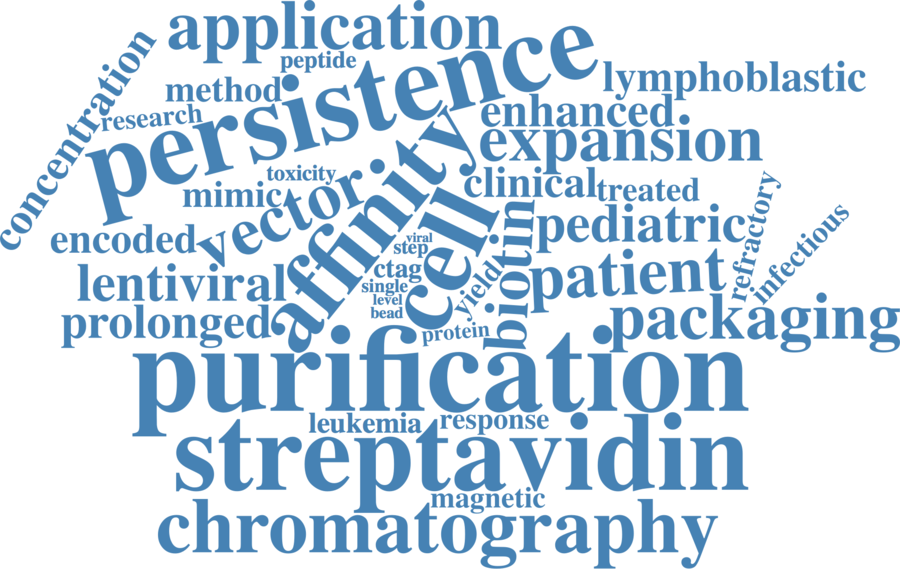 application
concentration
peptide
persistence
lymphoblastic
method
enhanced
research
expansion
affinity
toxicity
clinical
treated
mimic
vector
cell
refractory
pediatric
biotin
infectious
encoded
viral
step
lentiviral
ctag
yield
patient
single
level
bead
prolonged
protein
packaging
purification
leukemia
response
streptavidin
magnetic
chromatography